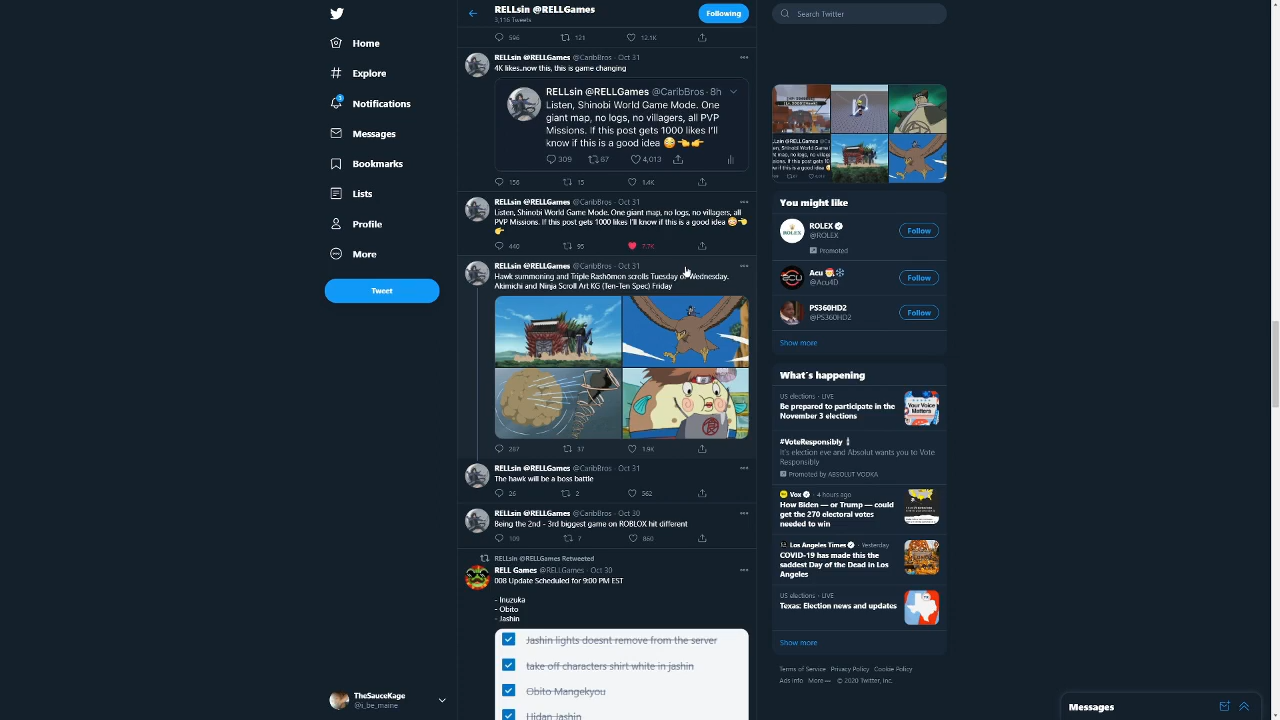 RELLsin @RELLGames
3,116 Tweets
Following
Search Twitter
Home
Explore
Notifications
Messages
Bookmarks
Lists
Profile
More
Tweet
596 121 12.1K
RELLsin @RELLGames @CaribBros · Oct 31
4K likes..now this, this is game changing
RELLsin @RELLGames @CaribBros · 8h
Listen, Shinobi World Game Mode. One
giant map, no logs, no villagers, all PVP
Missions. If this post gets 1000 likes I'll
know if this is a good idea 😳👈👉
309 67 4,013
156 15 1.4K
RELLsin @RELLGames @CaribBros · Oct 31
Listen, Shinobi World Game Mode. One giant map, no logs, no villagers, all
PVP Missions. If this post gets 1000 likes I'll know if this is a good idea 😳👈
👉
440 95 7.7K
RELLsin @RELLGames @CaribBros · Oct 31
Hawk summoning and Triple Rashōmon scrolls Tuesday or Wednesday.
Akimichi and Ninja Scroll Art KG (Ten-Ten Spec) Friday
287 37 1.9K
RELLsin @RELLGames @CaribBros · Oct 31
The hawk will be a boss battle
26 2 562
RELLsin @RELLGames @CaribBros · Oct 30
Being the 2nd - 3rd biggest game on ROBLOX hit different
109 7 860
RELLsin @RELLGames Retweeted
RELL Games @RELLGames · Oct 30
008 Update Scheduled for 9:00 PM EST
- Inuzuka
- Obito
- Jashin
Jashin lights doesnt remove from the server
take off characters shirt white in jashin
Obito Mangekyou
Hidan Jashin
You might like
ROLEX
@ROLEX
Promoted
Follow
Acu 🎅❄️
@Acu4D
Follow
PS360HD2
@PS360HD2
Follow
Show more
What's happening
US elections · LIVE
Be prepared to participate in the
November 3 elections
#VoteResponsibly
It's election eve and Absolut wants you to Vote
Responsibly
Promoted by ABSOLUT VODKA
Vox · 4 hours ago
How Biden — or Trump — could
get the 270 electoral votes
needed to win
Los Angeles Times · Yesterday
COVID-19 has made this the
saddest Day of the Dead in Los
Angeles
US elections · LIVE
Texas: Election news and updates
Show more
Terms of Service Privacy Policy Cookie Policy
Ads info More © 2020 Twitter, Inc.
TheSauceKage
@i_be_maine
Messages